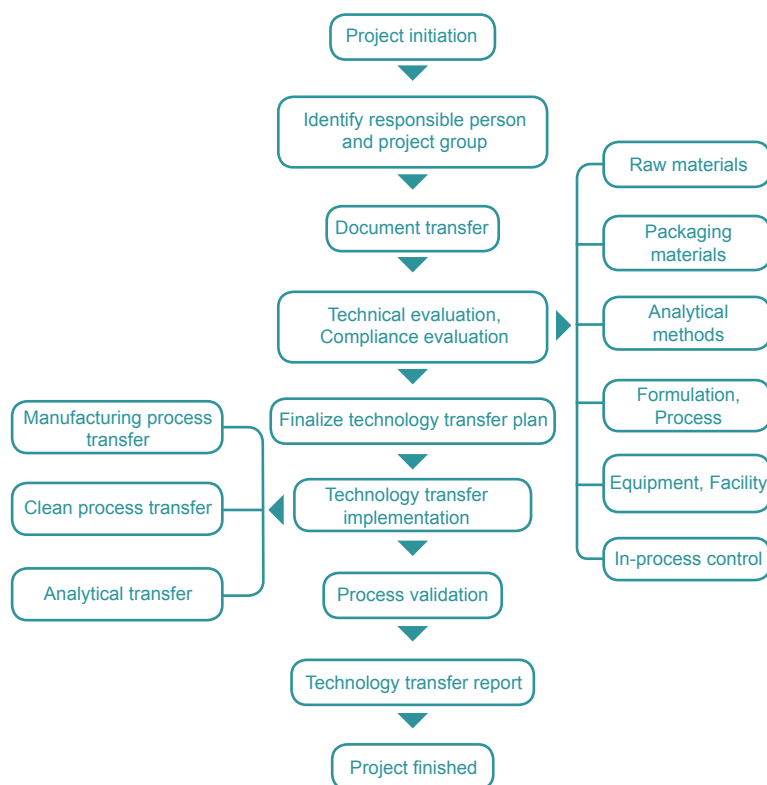 Project initiation
Identify responsible person
and project group
Document transfer
Technical evaluation,
Compliance evaluation
Raw materials
Packaging
materials
Analytical
methods
Formulation,
Process
Equipment, Facility
In-process control
Finalize technology transfer plan
Technology transfer
implementation
Manufacturing process
transfer
Clean process transfer
Analytical transfer
Process validation
Technology transfer report
Project finished